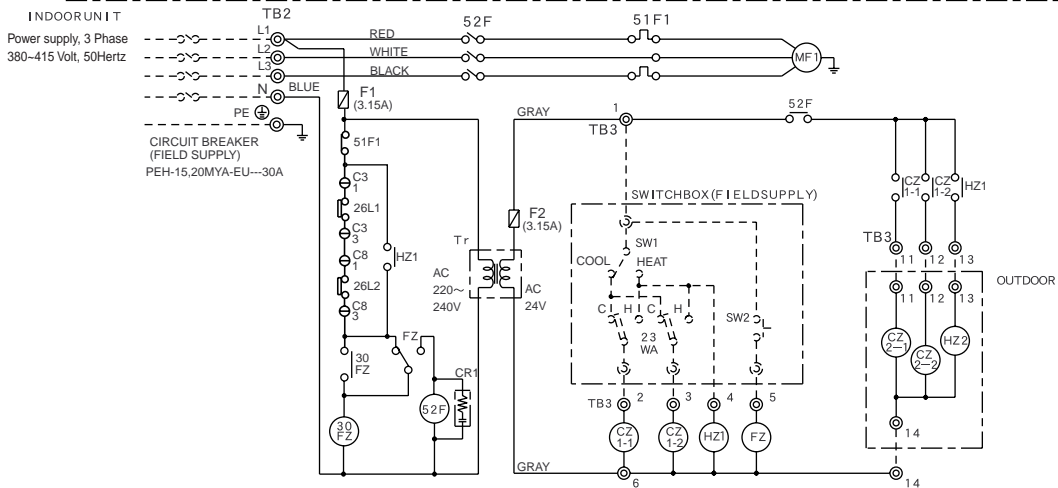 INDOOR UNIT
Power supply, 3 Phase
380~415 Volt, 50Hertz
TB2
L1
L2
L3
N
PE
RED
WHITE
BLACK
BLUE
52F
51F1
MF1
CIRCUIT BREAKER
(FIELD SUPPLY)
PEH-15,20MYA-EU---30A
F1
(3.15A)
51F1
C3
1
26L1
C3
3
C8
1
26L2
C8
3
HZ1
30
FZ
FZ
30
FZ
52F
CR1
Tr
AC
220~
240V
AC
24V
F2
(3.15A)
GRAY
1
TB3
52F
SWITCHBOX(FIELDSUPPLY)
SW1
COOL
HEAT
C
H
C
H
23
WA
SW2
TB3
2
3
4
5
CZ
1-1
CZ
1-2
HZ1
FZ
GRAY
6
CZ
1-1
CZ
1-2
HZ1
TB3
11
12
13
OUTDOOR
11
12
13
CZ
2-1
CZ
2-2
HZ2
14
14